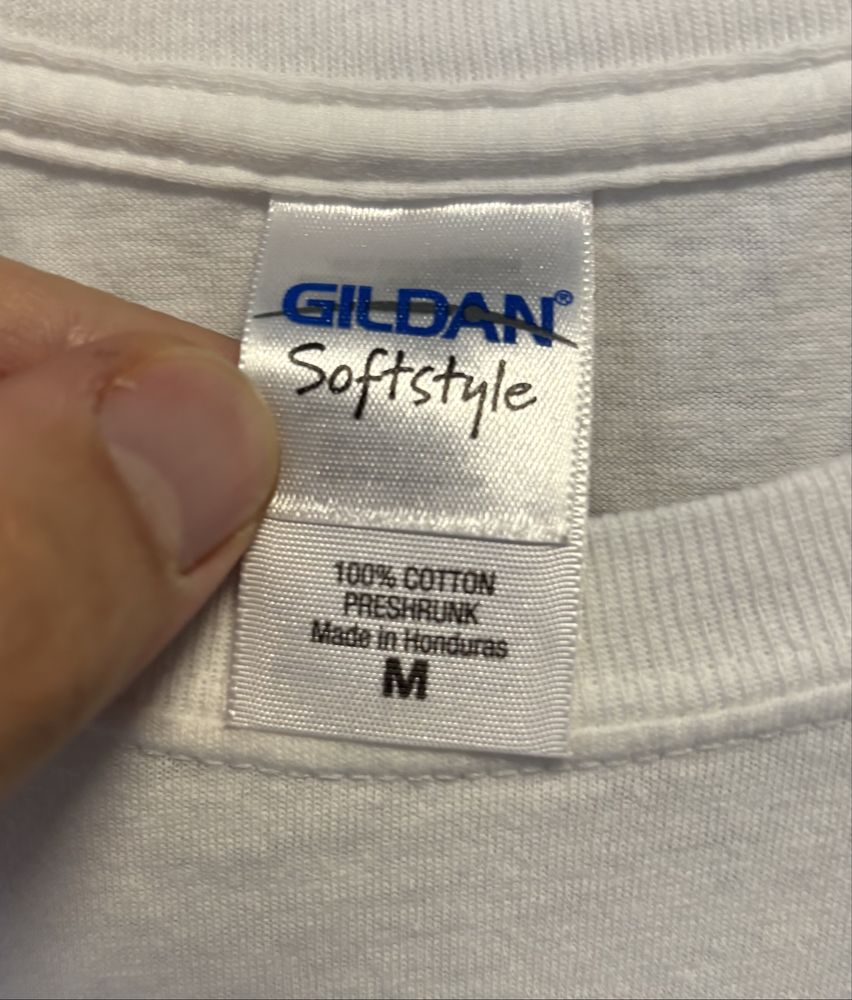 GILDAN®
Softstyle
100% COTTON
PRESHRUNK
Made in Honduras
M